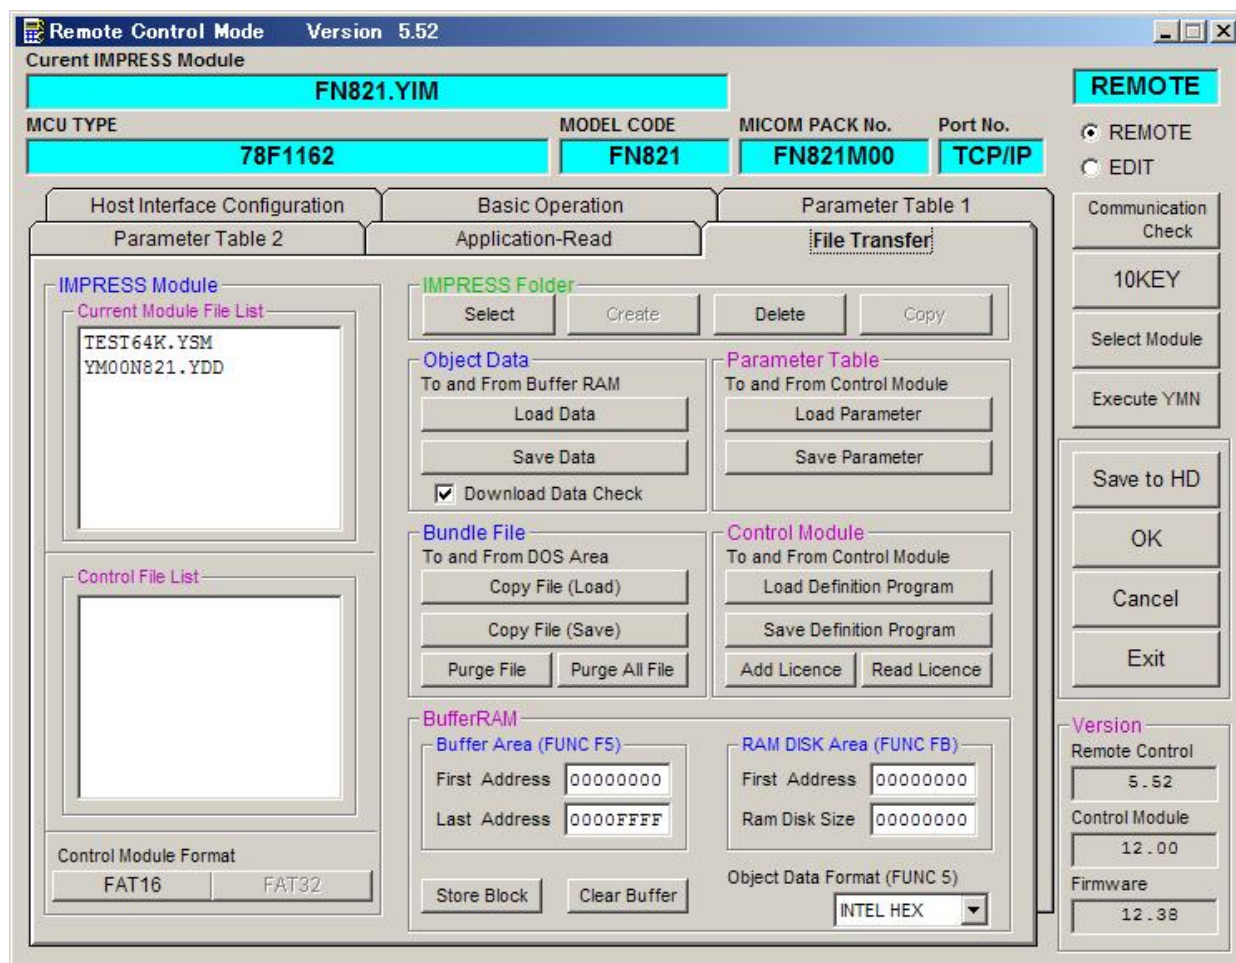 Remote Control Mode Version 5.52
Curent IMPRESS Module
FN821.YIM
REMOTE
MCU TYPE MODEL CODE MICOM PACK No. Port No.
78F1162 FN821 FN821M00 TCP/IP
REMOTE
EDIT
Host Interface Configuration Basic Operation Parameter Table 1
Parameter Table 2 Application-Read File Transfer
IMPRESS Module
Current Module File List
TEST64K.YSM
YM00N821.YDD
Control File List
Control Module Format
FAT16 FAT32
IMPRESS Folder
Select Create Delete Copy
Object Data
To and From Buffer RAM
Load Data
Save Data
Download Data Check
Parameter Table
To and From Control Module
Load Parameter
Save Parameter
Bundle File
To and From DOS Area
Copy File (Load)
Copy File (Save)
Purge File Purge All File
Control Module
To and From Control Module
Load Definition Program
Save Definition Program
Add Licence Read Licence
BufferRAM
Buffer Area (FUNC F5)
First Address 00000000
Last Address 0000FFFF
RAM DISK Area (FUNC FB)
First Address 00000000
Ram Disk Size 00000000
Store Block Clear Buffer
Object Data Format (FUNC 5)
INTEL HEX
Communication
Check
10KEY
Select Module
Execute YMN
Save to HD
OK
Cancel
Exit
Version
Remote Control
5.52
Control Module
12.00
Firmware
12.38